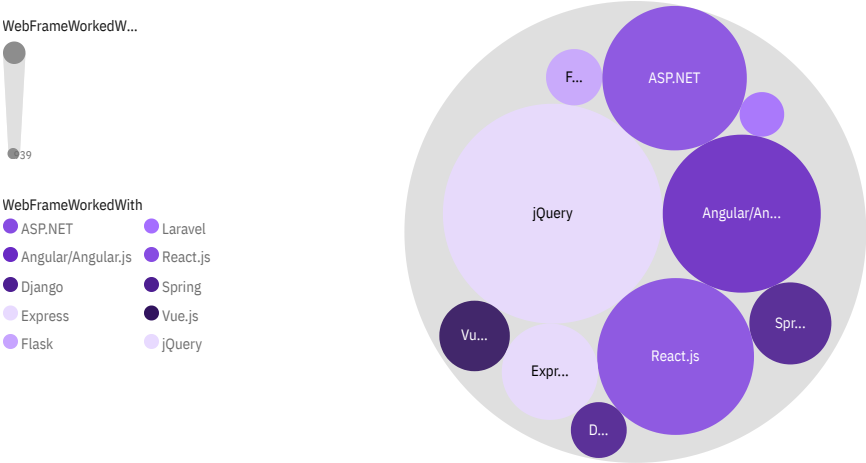 WebFrameWorkedW...
39
WebFrameWorkedWith
ASP.NET
Laravel
Angular/Angular.js
React.js
Django
Spring
Express
Vue.js
Flask
jQuery
F...
ASP.NET
jQuery
Angular/An...
Vu...
Spr...
React.js
Expr...
D...